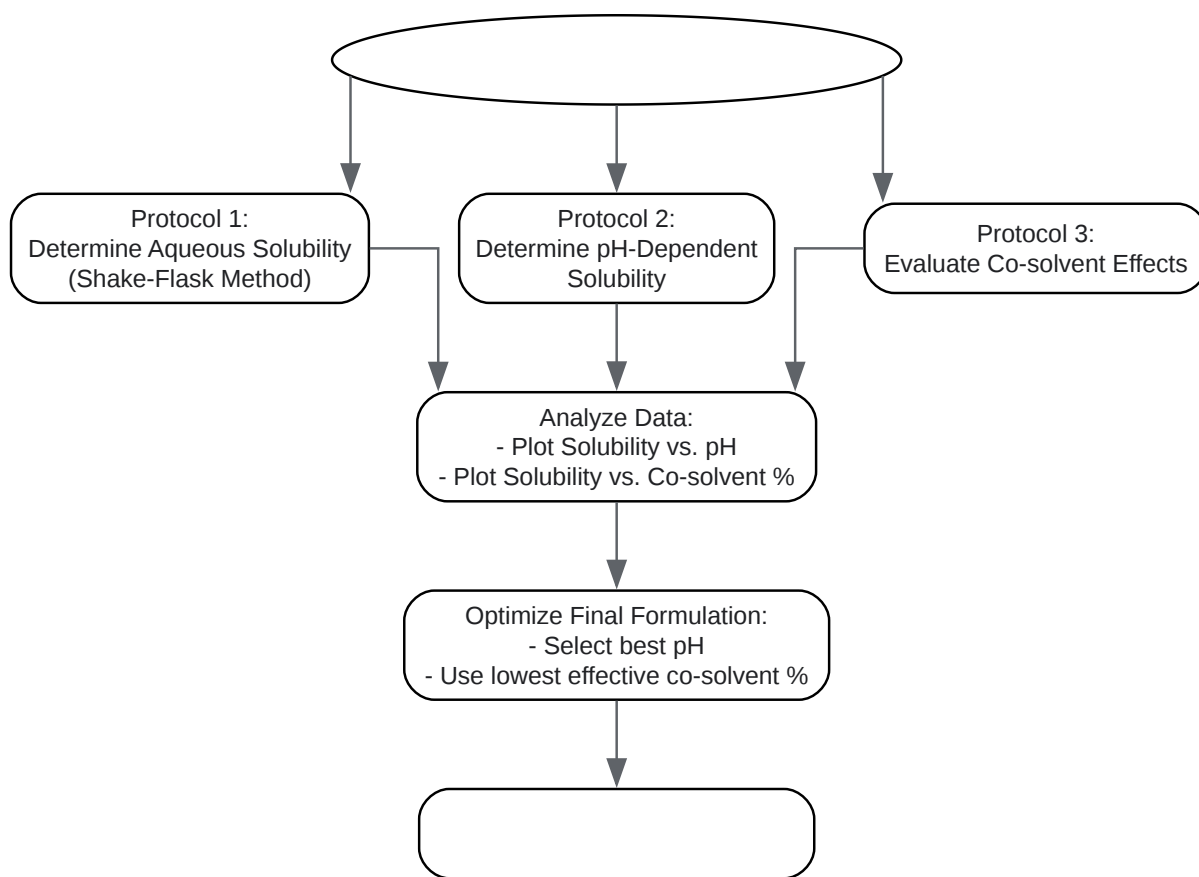 Protocol 1:
Determine Aqueous Solubility
(Shake-Flask Method)
Protocol 2:
Determine pH-Dependent
Solubility
Protocol 3:
Evaluate Co-solvent Effects
Analyze Data:
- Plot Solubility vs. pH
- Plot Solubility vs. Co-solvent %
Optimize Final Formulation:
- Select best pH
- Use lowest effective co-solvent %